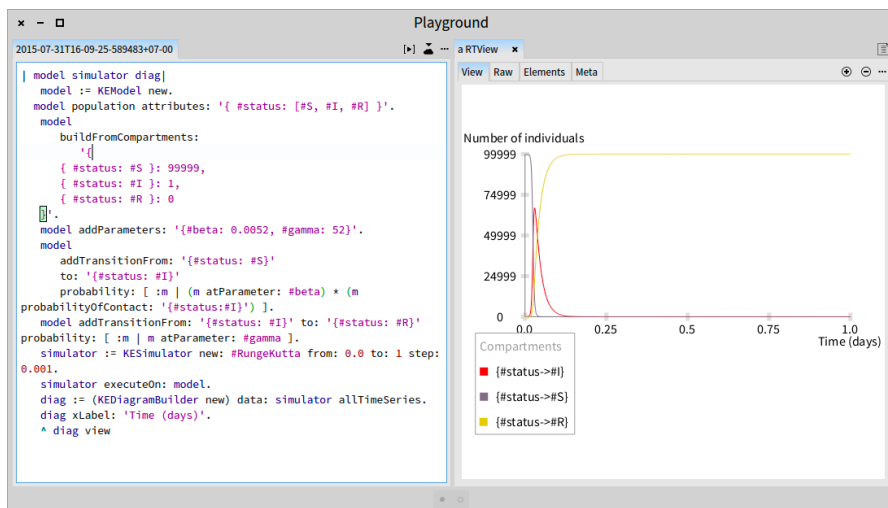 Playground
2015-07-31T16-09-25-589483+07-00
| model simulator diag|
model := KEModel new.
model population attributes: '{ #status: [#S, #I, #R] }'.
model
buildFromCompartments:
'{
{ #status: #S }: 99999,
{ #status: #I }: 1,
{ #status: #R }: 0
}'.
model addParameters: '{#beta: 0.0052, #gamma: 52}'.
model
addTransitionFrom: '{#status: #S}'
to: '{#status: #I}'
probability: [ :m | (m atParameter: #beta) * (m
probabilityOfContact: '{#status:#I}') ].
model addTransitionFrom: '{#status: #I}' to: '{#status: #R}'
probability: [ :m | m atParameter: #gamma ].
simulator := KESimulator new: #RungeKutta from: 0.0 to: 1 step:
0.001.
simulator executeOn: model.
diag := (KEDiagramBuilder new) data: simulator allTimeSeries.
diag xLabel: 'Time (days)'.
^ diag view
a RTView
View Raw Elements Meta
Number of individuals
99999
74999
49999
24999
0
0.0 0.25 0.5 0.75 1.0
Time (days)
Compartments
{#status->#I}
{#status->#S}
{#status->#R}